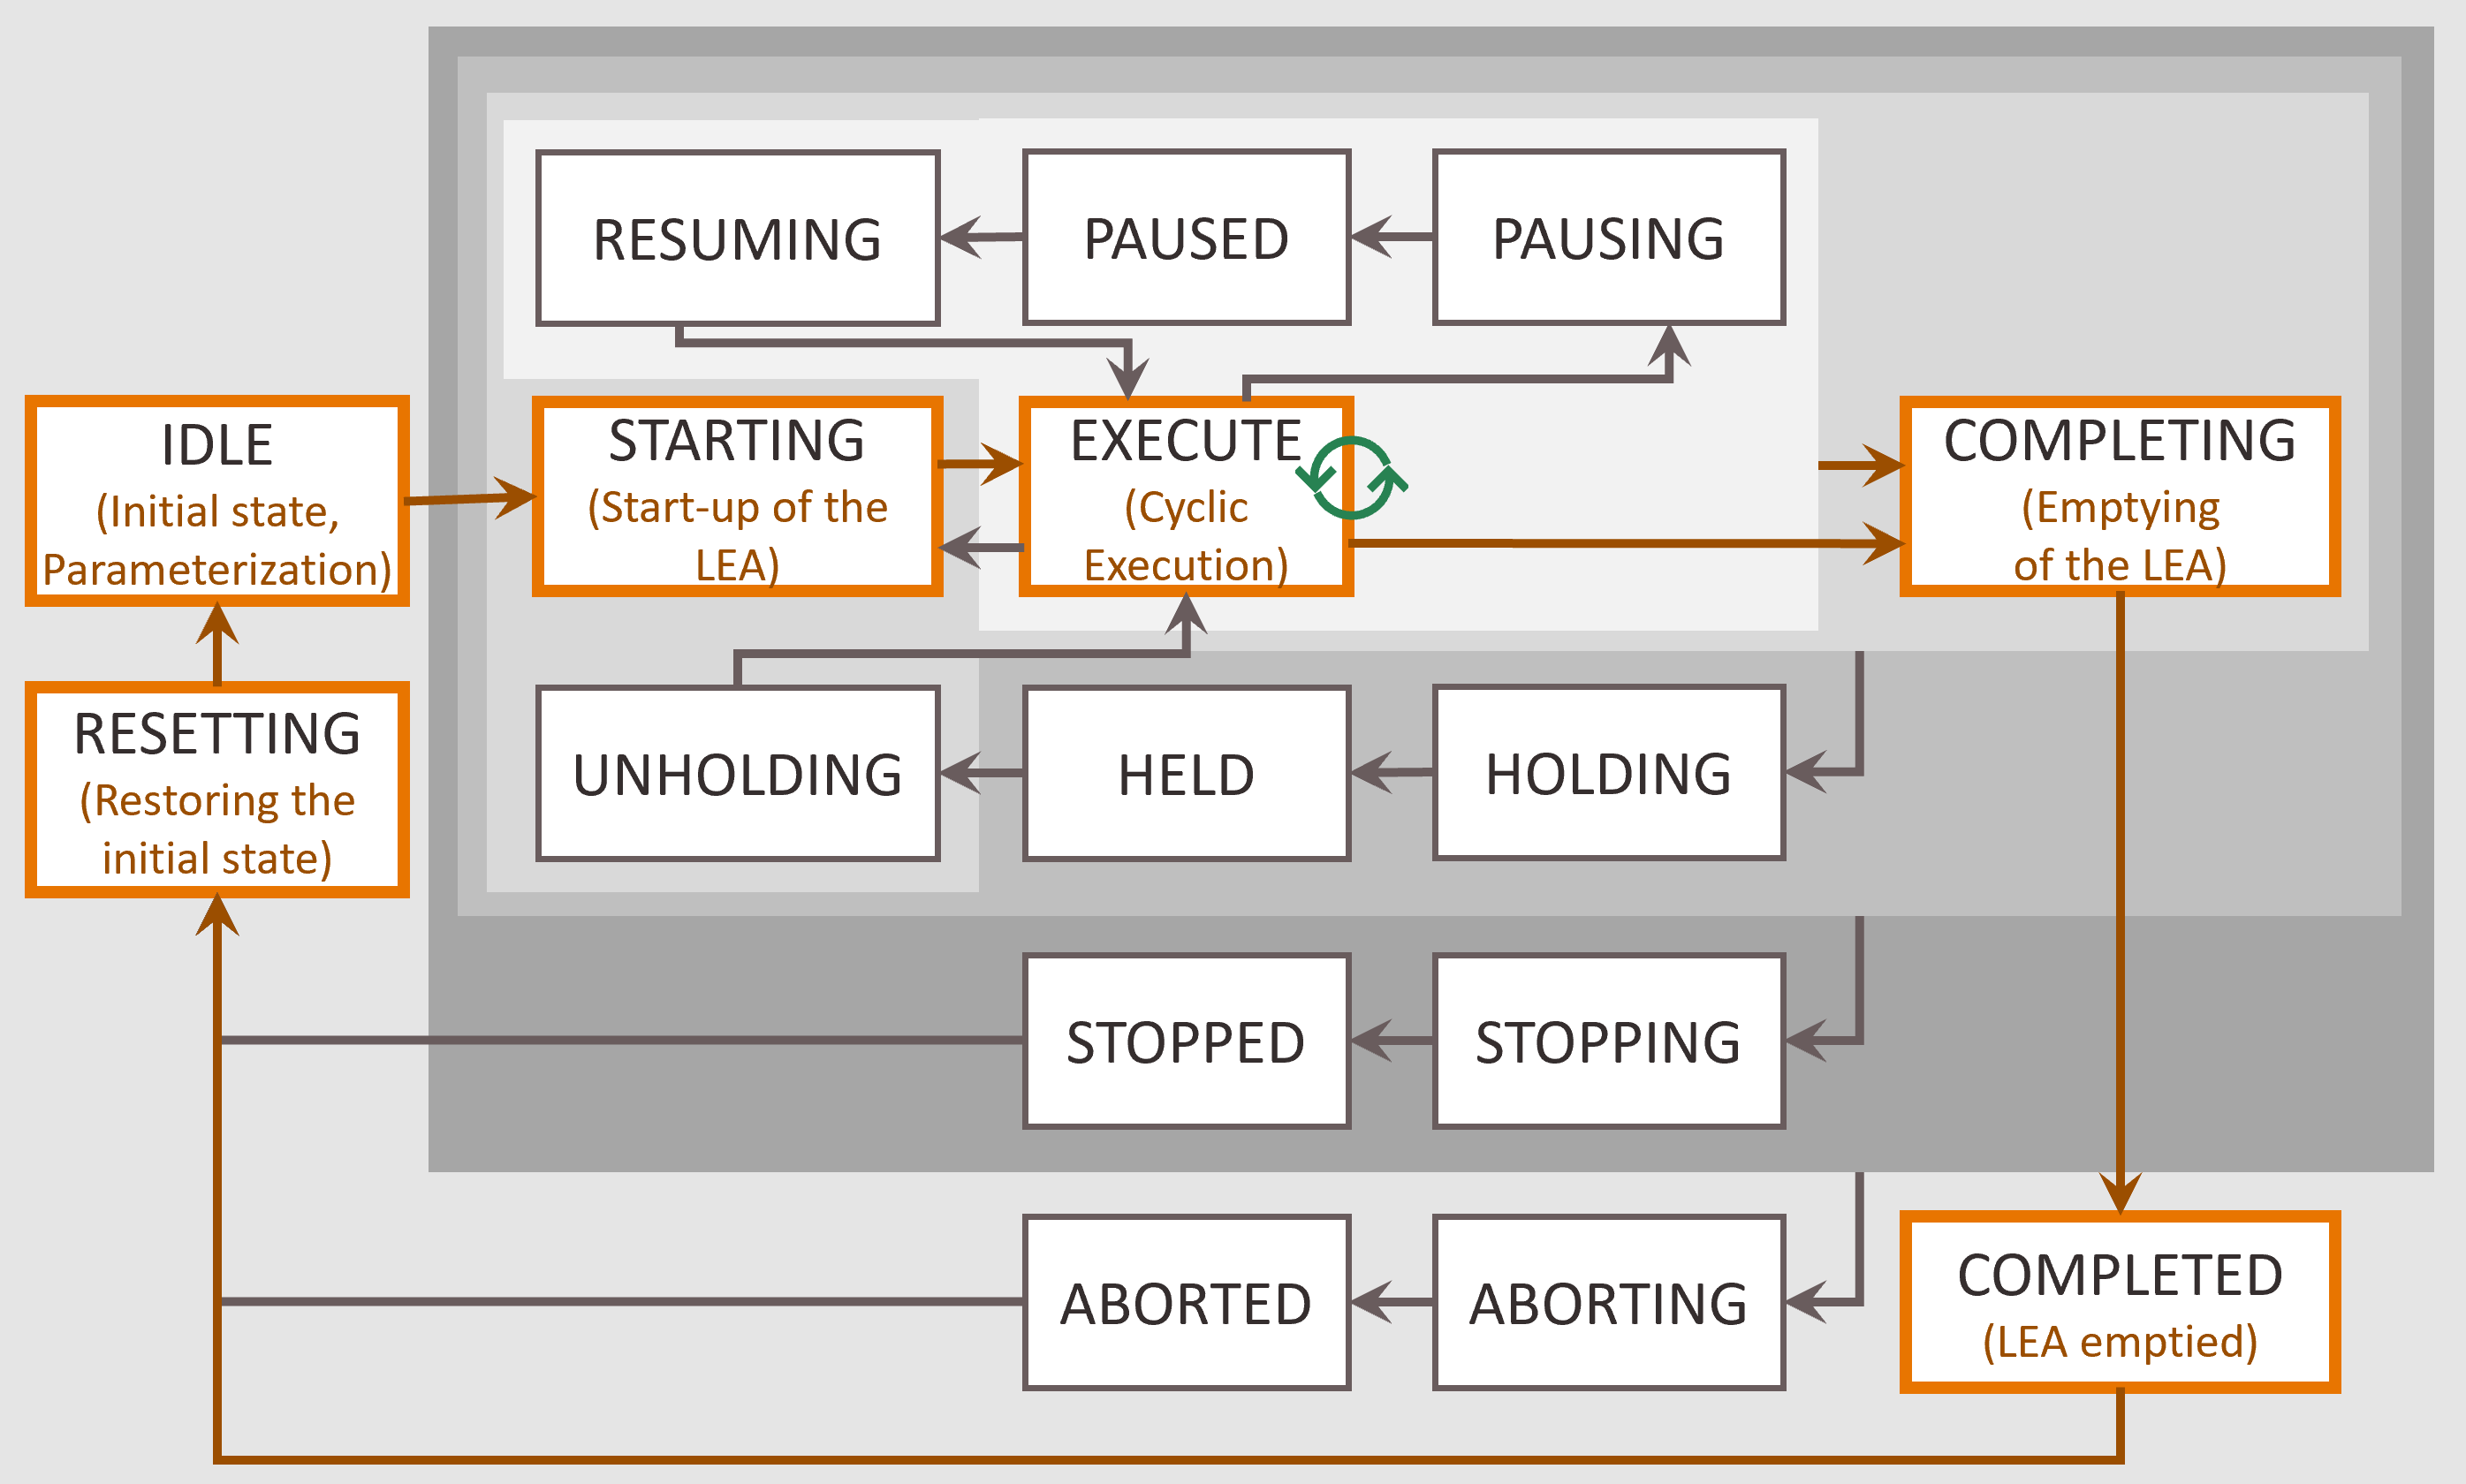 RESUMING
PAUSED
PAUSING
IDLE
(Initial state,
Parameterization)
STARTING
(Start-up of the
LEA)
EXECUTE
(Cyclic
Execution)
COMPLETING
(Emptying
of the LEA)
RESETTING
(Restoring the
initial state)
UNHOLDING
HELD
HOLDING
STOPPED
STOPPING
ABORTED
ABORTING
COMPLETED
(LEA emptied)